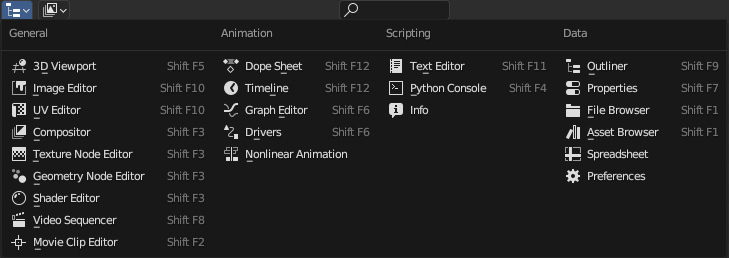 General
3D Viewport Shift F5
Image Editor Shift F10
UV Editor Shift F10
Compositor Shift F3
Texture Node Editor Shift F3
Geometry Node Editor Shift F3
Shader Editor Shift F3
Video Sequencer Shift F8
Movie Clip Editor Shift F2
Animation
Dope Sheet Shift F12
Timeline Shift F12
Graph Editor Shift F6
Drivers Shift F6
Nonlinear Animation
Scripting
Text Editor Shift F11
Python Console Shift F4
Info
Data
Outliner Shift F9
Properties Shift F7
File Browser Shift F1
Asset Browser Shift F1
Spreadsheet
Preferences